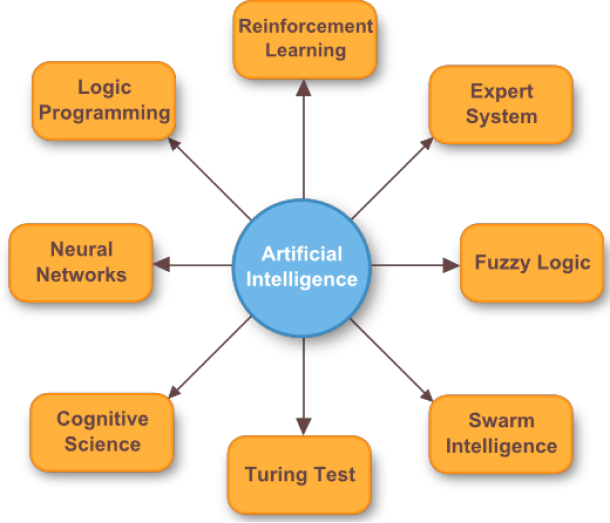 Reinforcement
Learning
Logic
Programming
Expert
System
Neural
Networks
Artificial
Intelligence
Fuzzy Logic
Cognitive
Science
Turing Test
Swarm
Intelligence